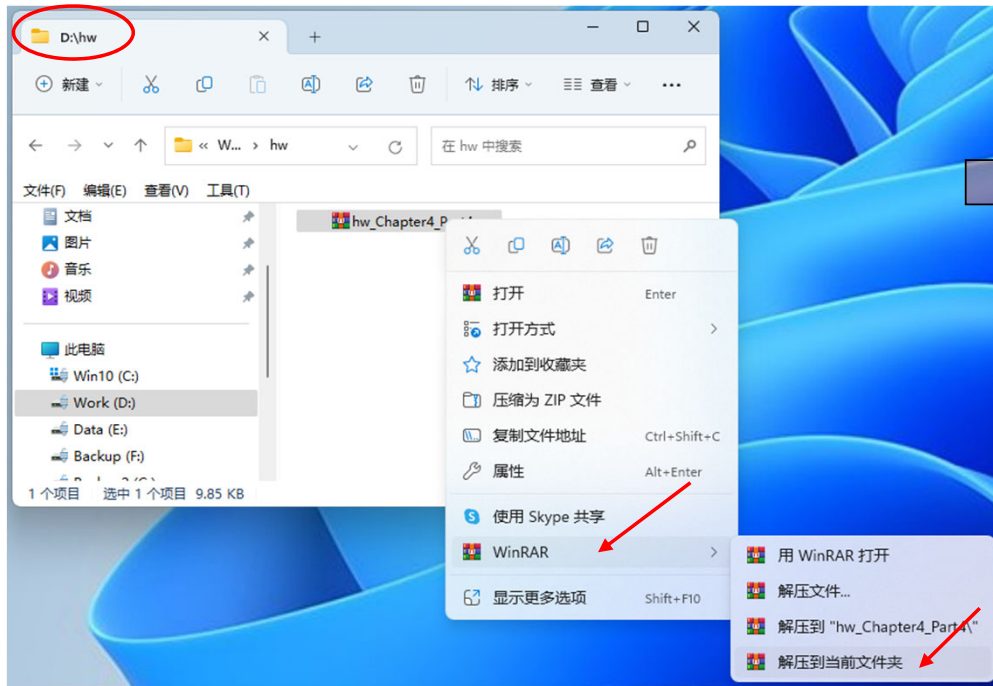 D:\hw
新建
排序
查看
« W... › hw
在 hw 中搜索
文件(F) 编辑(E) 查看(V) 工具(T)
文档
图片
音乐
视频
此电脑
Win10 (C:)
Work (D:)
Data (E:)
Backup (F:)
1 个项目 选中 1 个项目 9.85 KB
打开 Enter
打开方式
添加到收藏夹
压缩为 ZIP 文件
复制文件地址 Ctrl+Shift+C
属性 Alt+Enter
使用 Skype 共享
WinRAR
显示更多选项 Shift+F10
用 WinRAR 打开
解压文件...
解压到 "hw_Chapter4_Part4\"
解压到当前文件夹